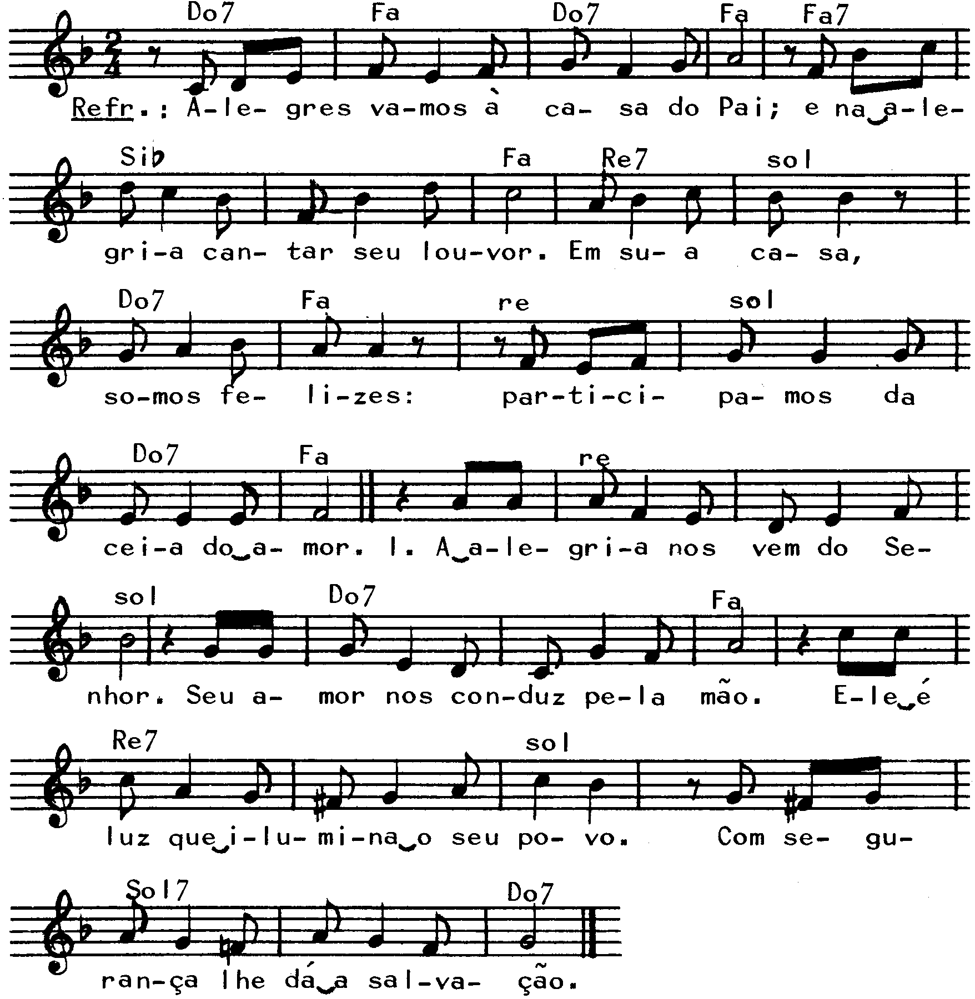 Do7 Fa Do7 Fa Fa7
2
4
Refr.: A-le- gres va-mos à ca- sa do Pai; e na‿a-le-
Si♭ Fa Re7 sol
gri-a can- tar seu lou-vor. Em su- a ca- sa,
Do7 Fa re sol
so-mos fe- li-zes: par-ti-ci- pa- mos da
Do7 Fa re
cei-a do‿a- mor. 1. A‿a-le- gri-a nos vem do Se-
sol Do7 Fa
nhor. Seu a- mor nos con-duz pe-la mão. E-le‿é
Re7 sol
luz que‿i-lu- mi-na‿o seu po- vo. Com se- gu-
Sol7 Do7
ran-ça lhe dá‿a sal-va- ção.